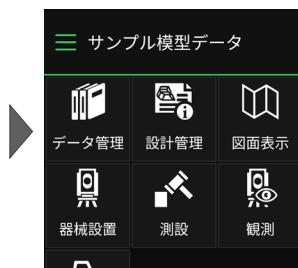 サンプル模型データ
データ管理 設計管理 図面表示
器械設置 測設 観測